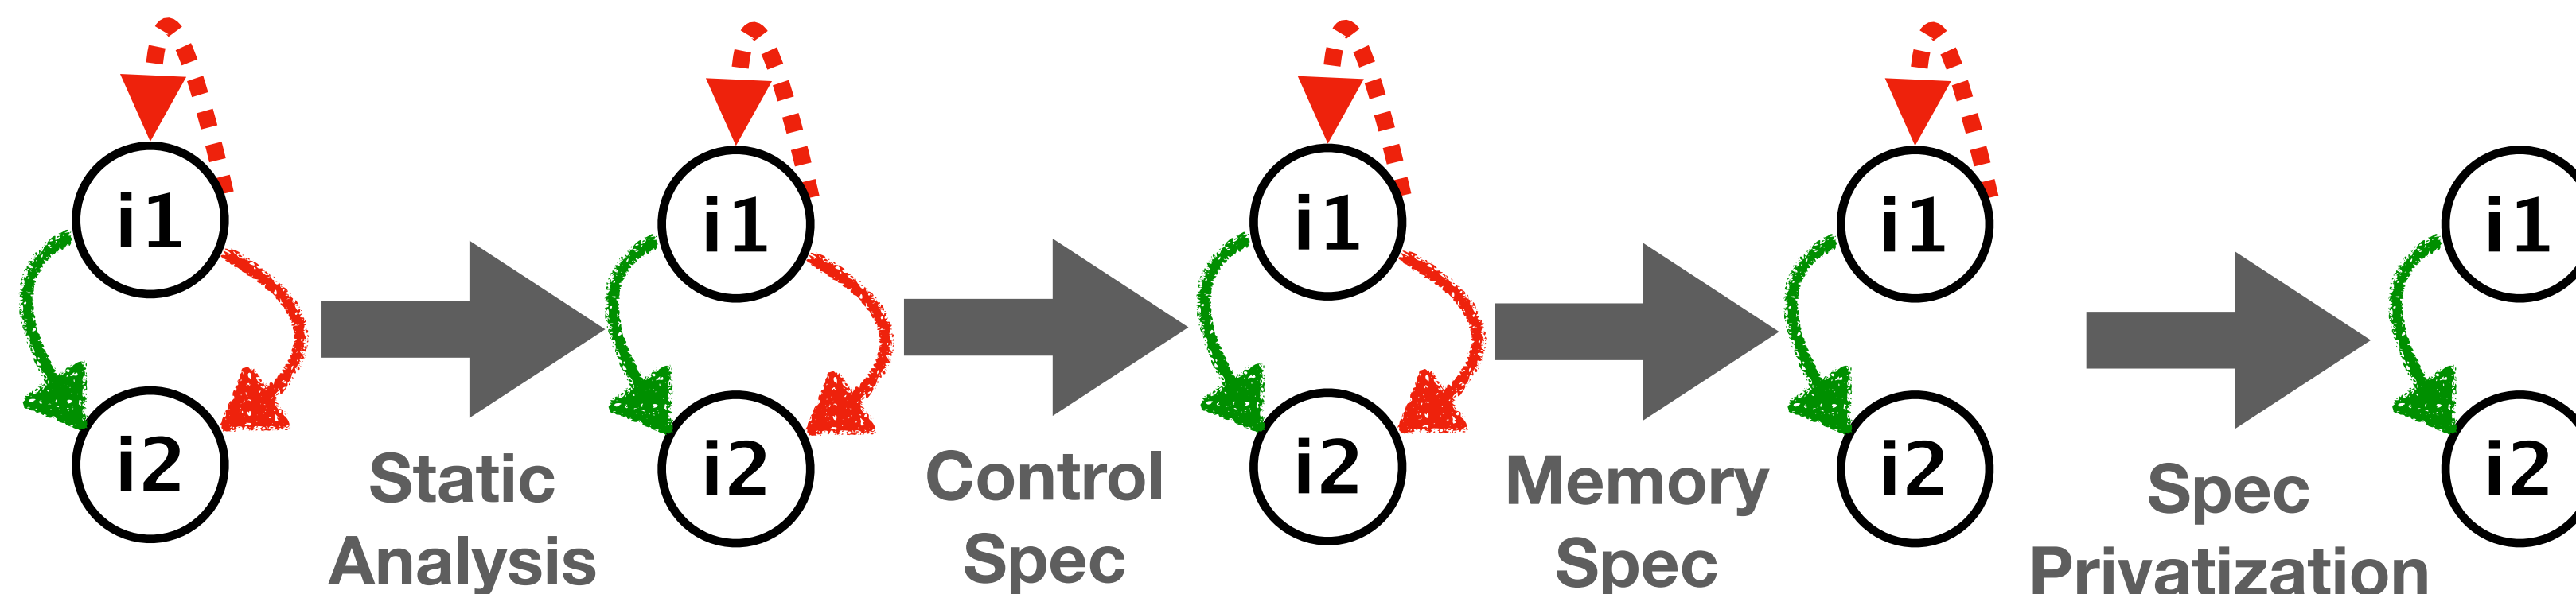 i1
i1
i1
i1
i1
i2
i2
i2
i2
i2
Static
Analysis
Control
Spec
Memory
Spec
Spec
Privatization